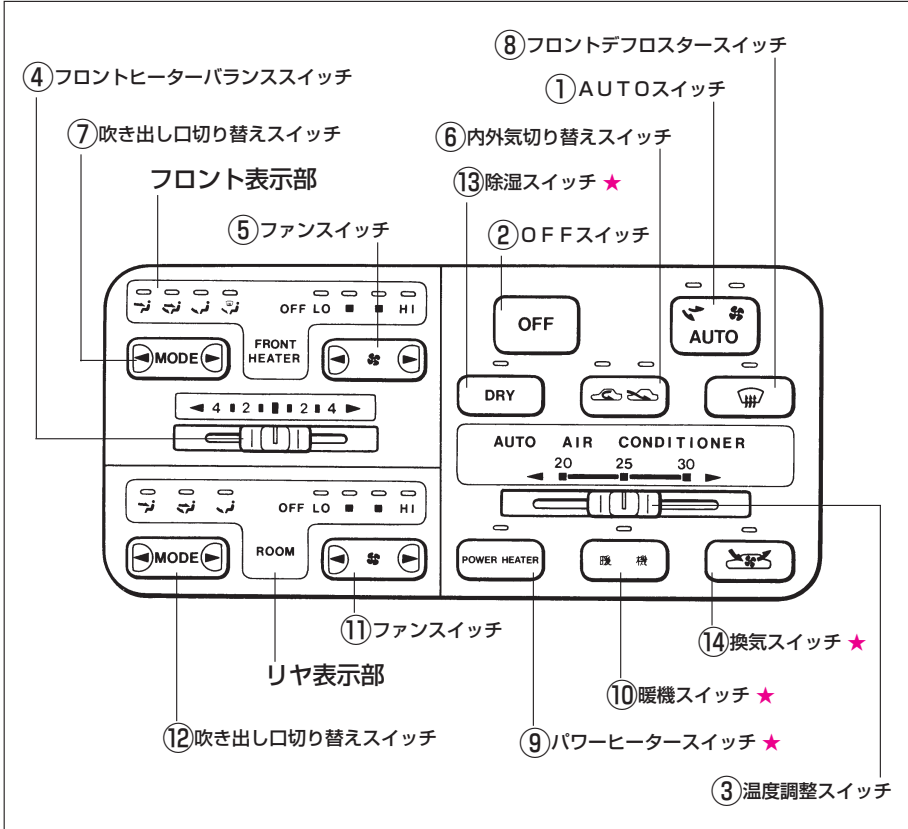 ⑧フロントデフロスタースイッチ
④フロントヒーターバランススイッチ
①AUTOスイッチ
⑦吹き出し口切り替えスイッチ
⑥内外気切り替えスイッチ
フロント表示部
⑬除湿スイッチ ★
⑤ファンスイッチ
②OFFスイッチ
OFF LO ■ ■ HI
FRONT
HEATER
MODE
◀ 4 ▮ 2 ▮ ▮ ▮ 2 ▮ 4 ▶
OFF
AUTO
DRY
AUTO AIR CONDITIONER
◀ 20 25 30 ▶
OFF LO ■ ■ HI
MODE
ROOM
POWER HEATER
暖 機
⑪ファンスイッチ
⑭換気スイッチ ★
リヤ表示部
⑩暖機スイッチ ★
⑫吹き出し口切り替えスイッチ
⑨パワーヒータースイッチ ★
③温度調整スイッチ